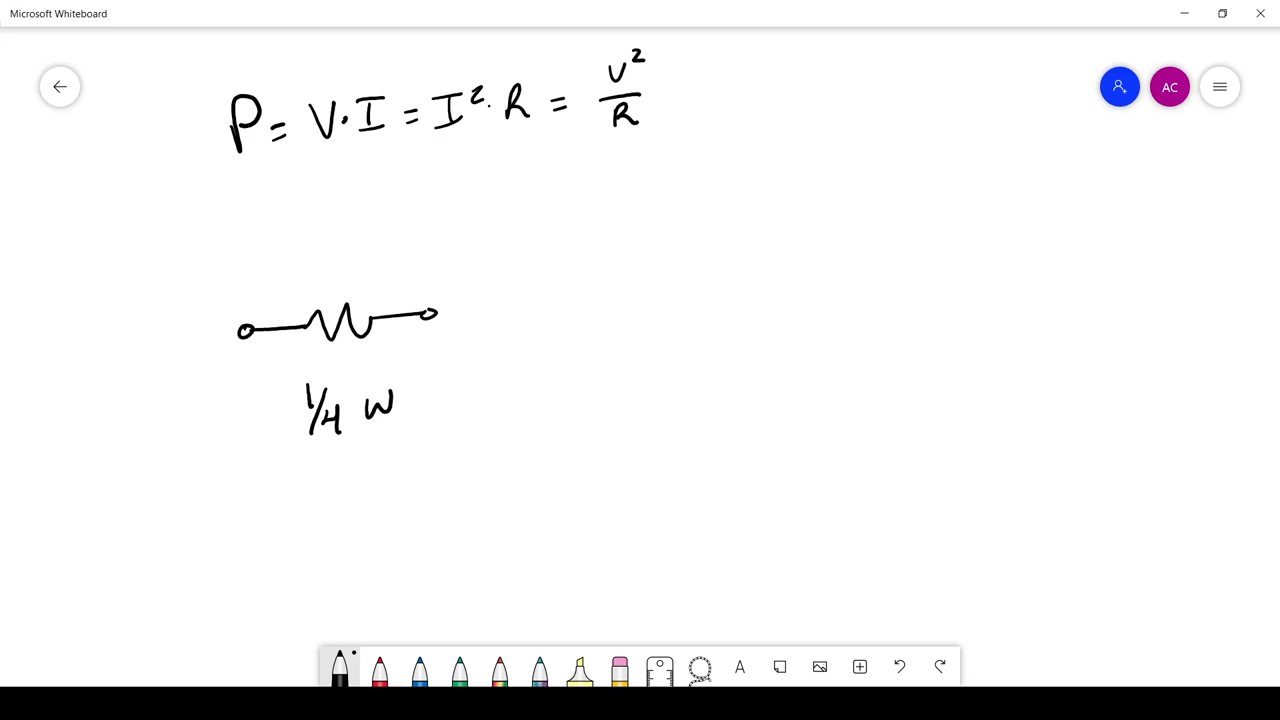 Microsoft Whiteboard
AC
P = V·I = I²·R = V²/R
1/4 W
A